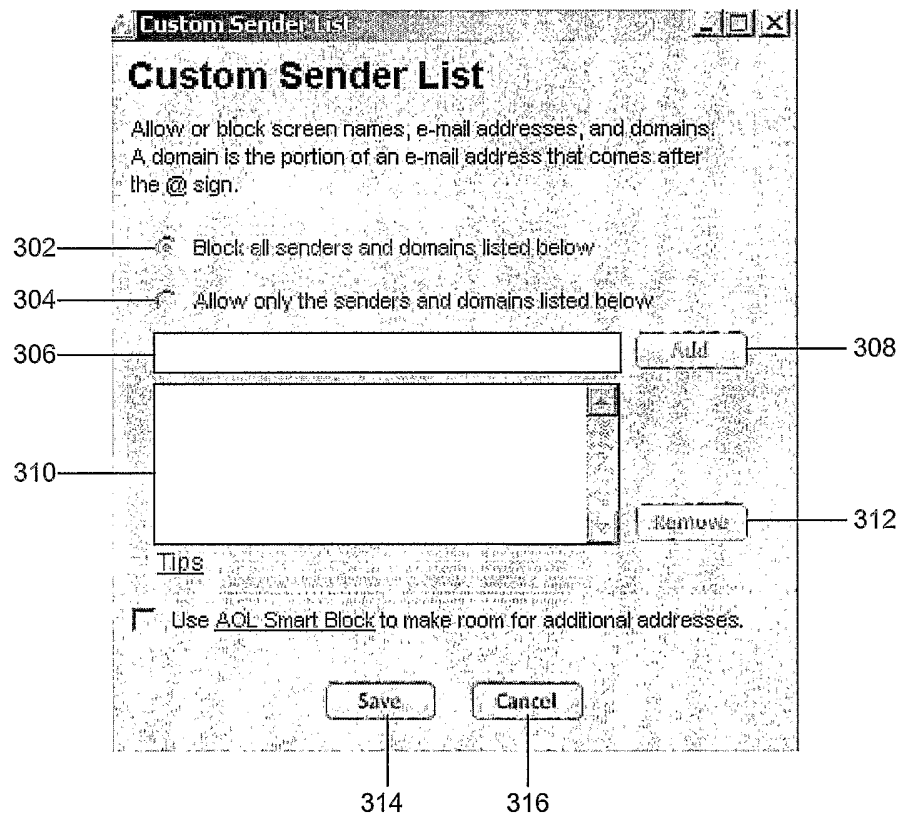 Custom Sender List
Custom Sender List
Allow or block screen names, e-mail addresses, and domains.
A domain is the portion of an e-mail address that comes after
the @ sign.
302
Block all senders and domains listed below
304
Allow only the senders and domains listed below
306
Add
308
310
Remove
312
Tips
Use AOL Smart Block to make room for additional addresses.
Save
Cancel
314
316